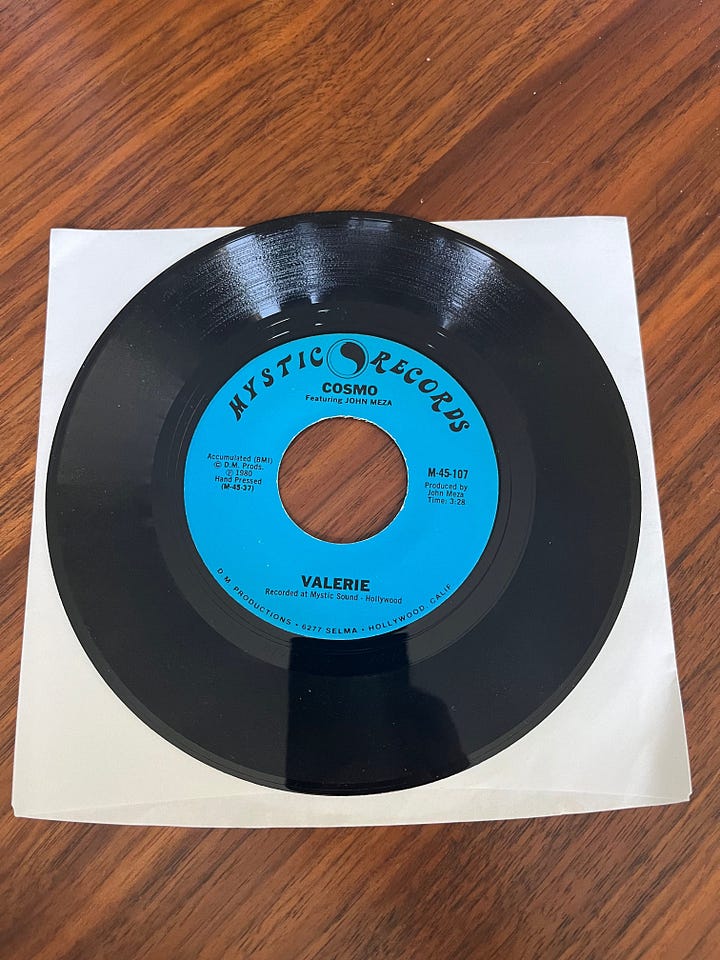 MYSTIC RECORDS
COSMO
Featuring JOHN MEZA
Accumulated (BMI)
© D.M. Prods.
℗ 1980
Hand Pressed
(M-45-37)
M-45-107
Produced by
John Meza
Time: 3:28
VALERIE
Recorded at Mystic Sound - Hollywood
D.M. PRODUCTIONS • 6277 SELMA • HOLLYWOOD, CALIF